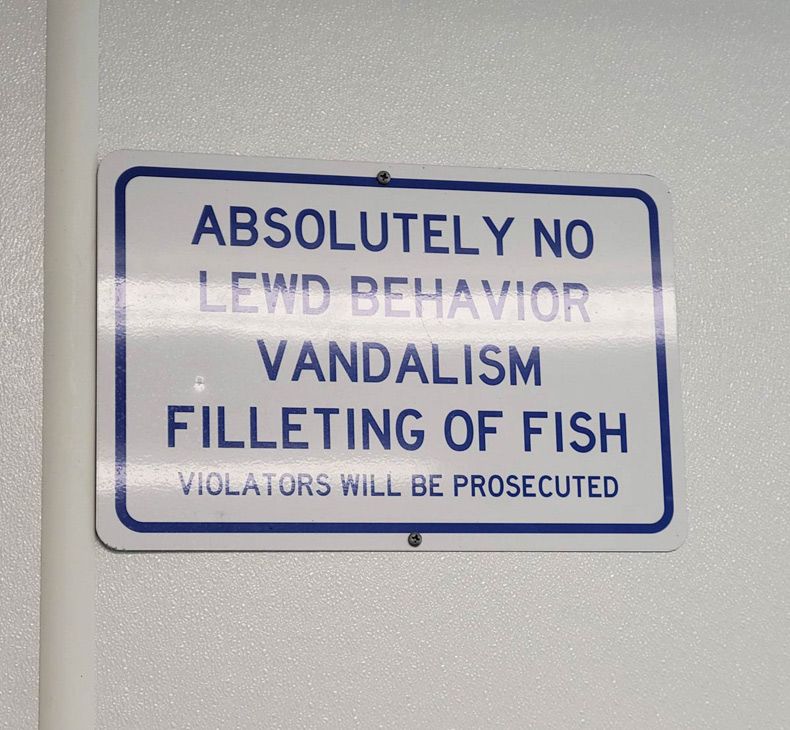 ABSOLUTELY NO
LEWD BEHAVIOR
VANDALISM
FILLETING OF FISH
VIOLATORS WILL BE PROSECUTED